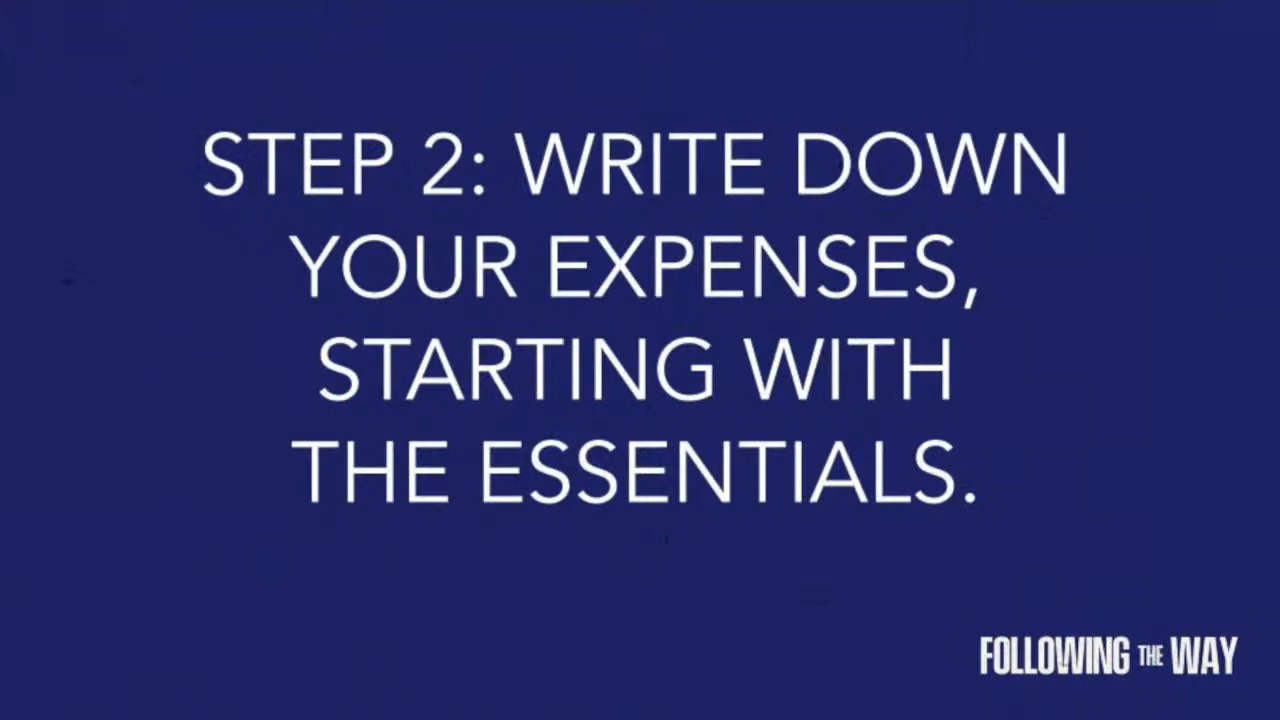 STEP 2: WRITE DOWN
YOUR EXPENSES,
STARTING WITH
THE ESSENTIALS.
FOLLOWING THE WAY